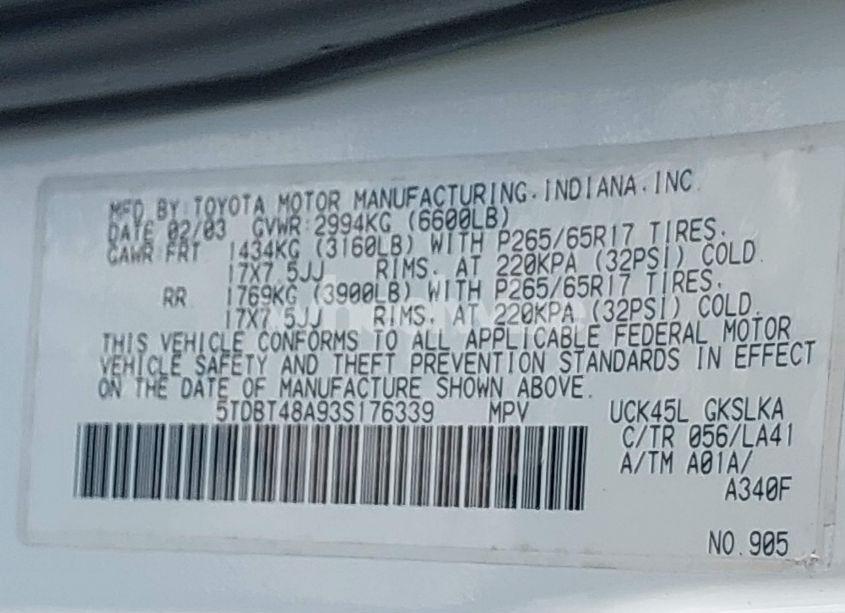 MFD. BY: TOYOTA MOTOR MANUFACTURING. INDIANA. INC.
DATE 02/03 GVWR: 2994KG (6600LB)
GAWR: FRT 1434KG (3160LB) WITH P265/65R17 TIRES.
17X7.5JJ RIMS. AT 220KPA (32PSI) COLD.
RR 1769KG (3900LB) WITH P265/65R17 TIRES.
17X7.5JJ RIMS. AT 220KPA (32PSI) COLD.
THIS VEHICLE CONFORMS TO ALL APPLICABLE FEDERAL MOTOR
VEHICLE SAFETY AND THEFT PREVENTION STANDARDS IN EFFECT
ON THE DATE OF MANUFACTURE SHOWN ABOVE.
5TDBT48A93S176339 MPV UCK45L GKSLKA
C/TR 056/LA41
A/TM A01A/
A340F
NO. 905